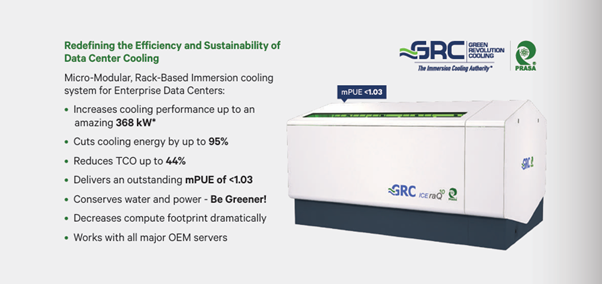 Redefining the Efficiency and Sustainability of
Data Center Cooling
Micro-Modular, Rack-Based Immersion cooling
system for Enterprise Data Centers:
• Increases cooling performance up to an
amazing 368 kW*
• Cuts cooling energy by up to 95%
• Reduces TCO up to 44%
• Delivers an outstanding mPUE of <1.03
• Conserves water and power - Be Greener!
• Decreases compute footprint dramatically
• Works with all major OEM servers
GRC
GREEN
REVOLUTION
COOLING
The Immersion Cooling Authority®
PRASA
mPUE <1.03
GRC ICEraQ 10
GRC